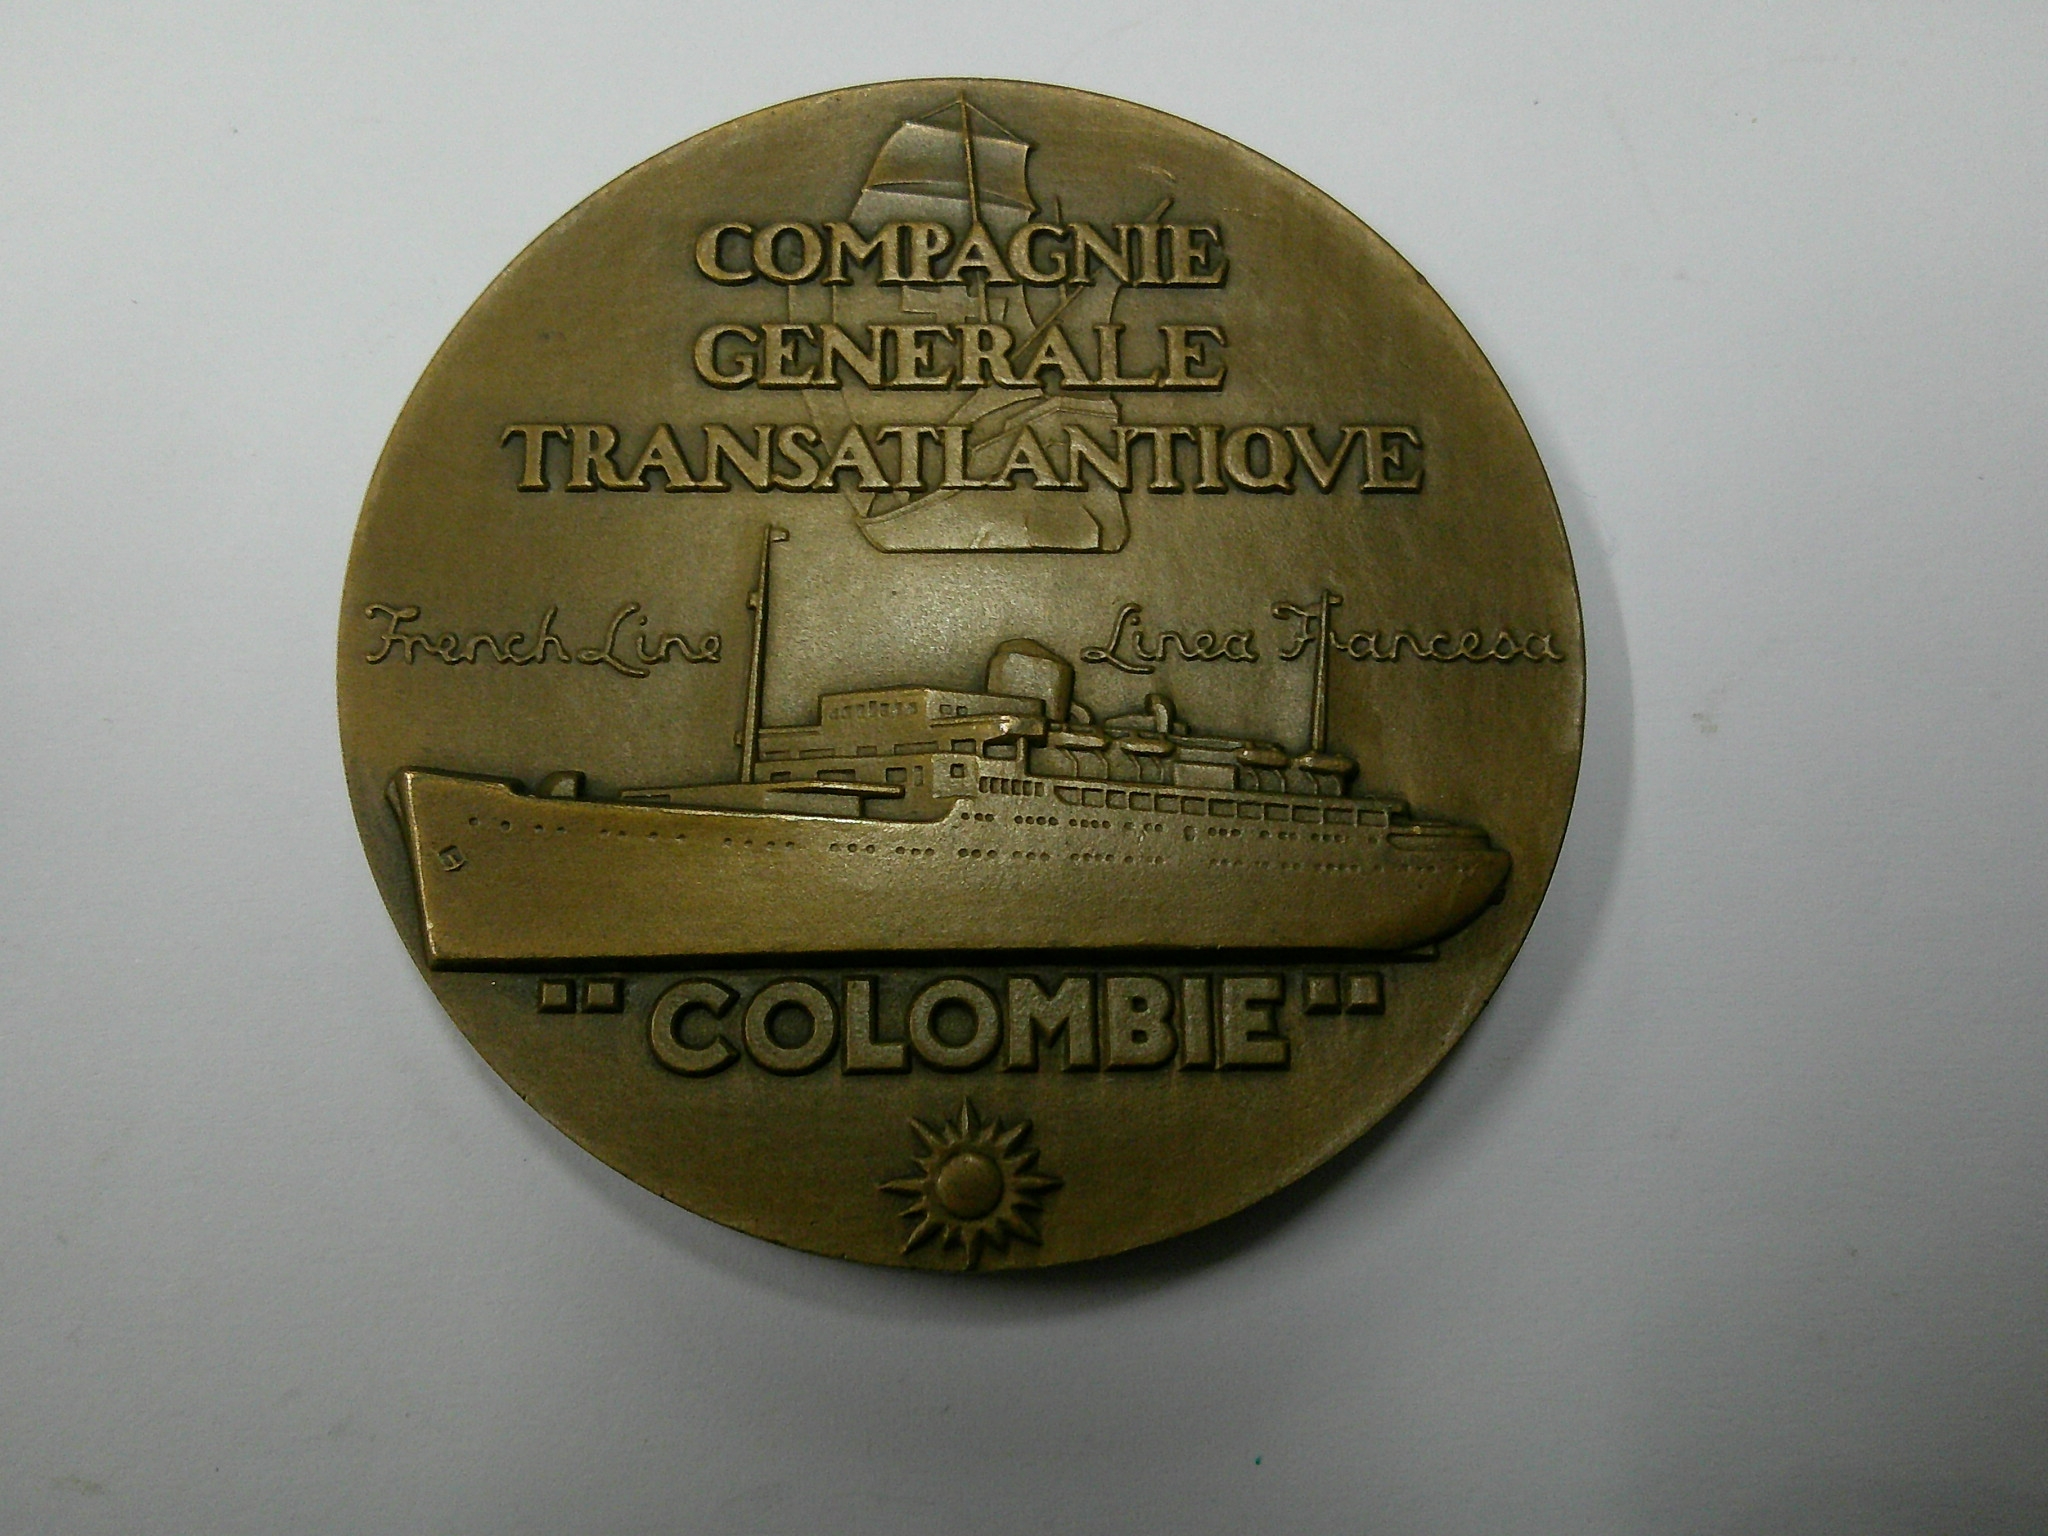 COMPAGNIE
GENERALE
TRANSATLANTIQVE
French Line Linea Francesa
"COLOMBIE"